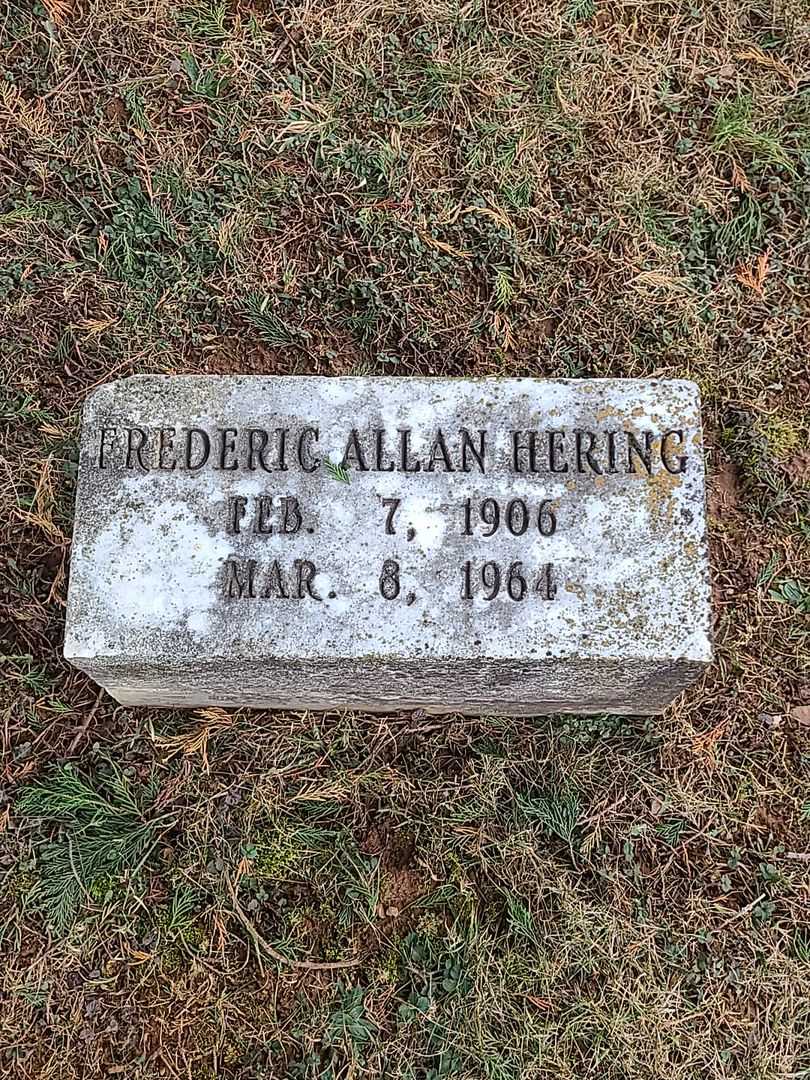 FREDERIC ALLAN HERING
FEB. 7, 1906
MAR. 8, 1964